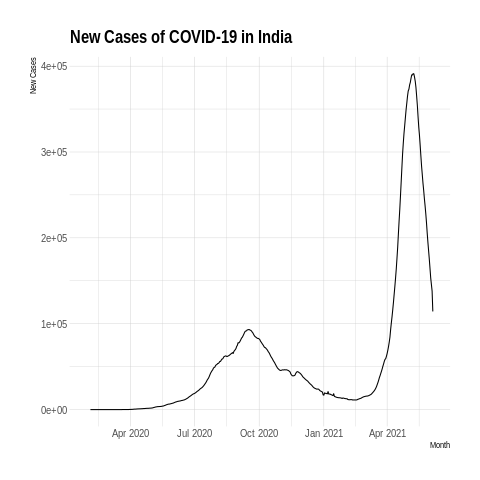 New Cases of COVID-19 in India
New Cases
4e+05
3e+05
2e+05
1e+05
0e+00
Apr 2020 Jul 2020 Oct 2020 Jan 2021 Apr 2021
Month